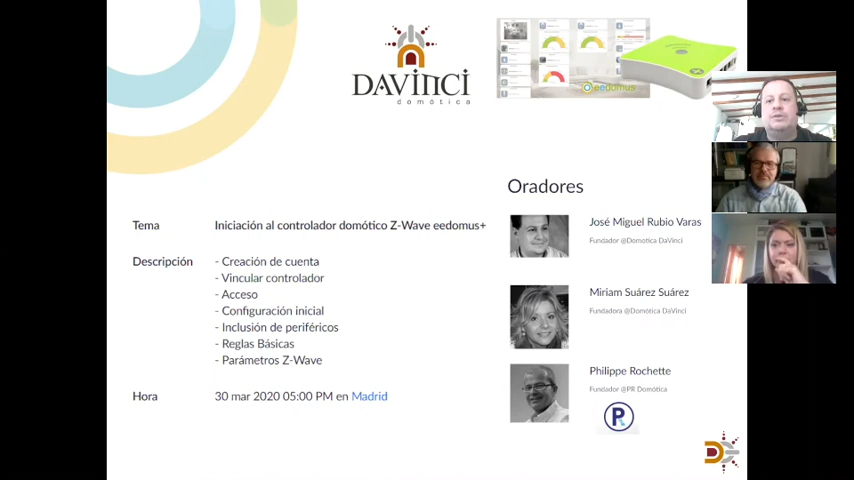 DAVINCI
domótica
eedomus
Oradores
Tema
Iniciación al controlador domótico Z-Wave eedomus+
José Miguel Rubio Varas
Fundador @Domotica DaVinci
Descripción
- Creación de cuenta
- Vincular controlador
- Acceso
- Configuración inicial
- Inclusión de periféricos
- Reglas Básicas
- Parámetros Z-Wave
Miriam Suárez Suárez
Fundadora @Domótica DaVinci
Philippe Rochette
Fundador @PR Domótica
Hora
30 mar 2020 05:00 PM en Madrid